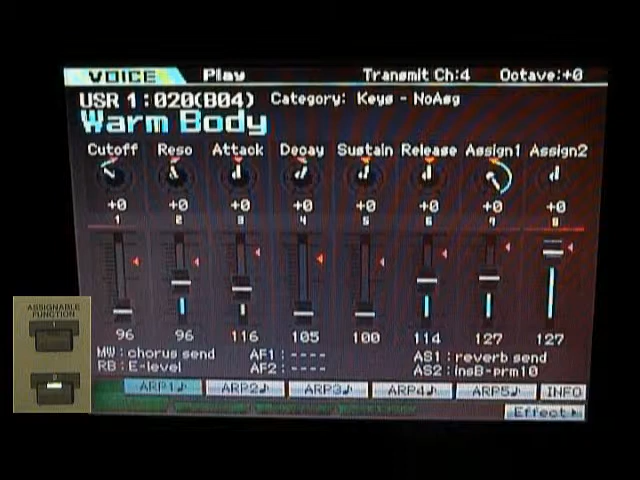 VOICE Play Transmit Ch:4 Octave:+0
USR 1:020(B04) Category: Keys - NoAsg
Warm Body
Cutoff Reso Attack Decay Sustain Release Assign1 Assign2
+0 +0 +0 +0 +0 +0 +0 +0
1 2 3 4 5 6 7 8
96 96 116 105 100 114 127 127
MW:chorus send AF1:---- AS1:reverb send
RB:E-level AF2:---- AS2:insB-prm10
ARP1♪ ARP2♪ ARP3♪ ARP4♪ ARP5♪ INFO
Effect
ASSIGNABLE
FUNCTION